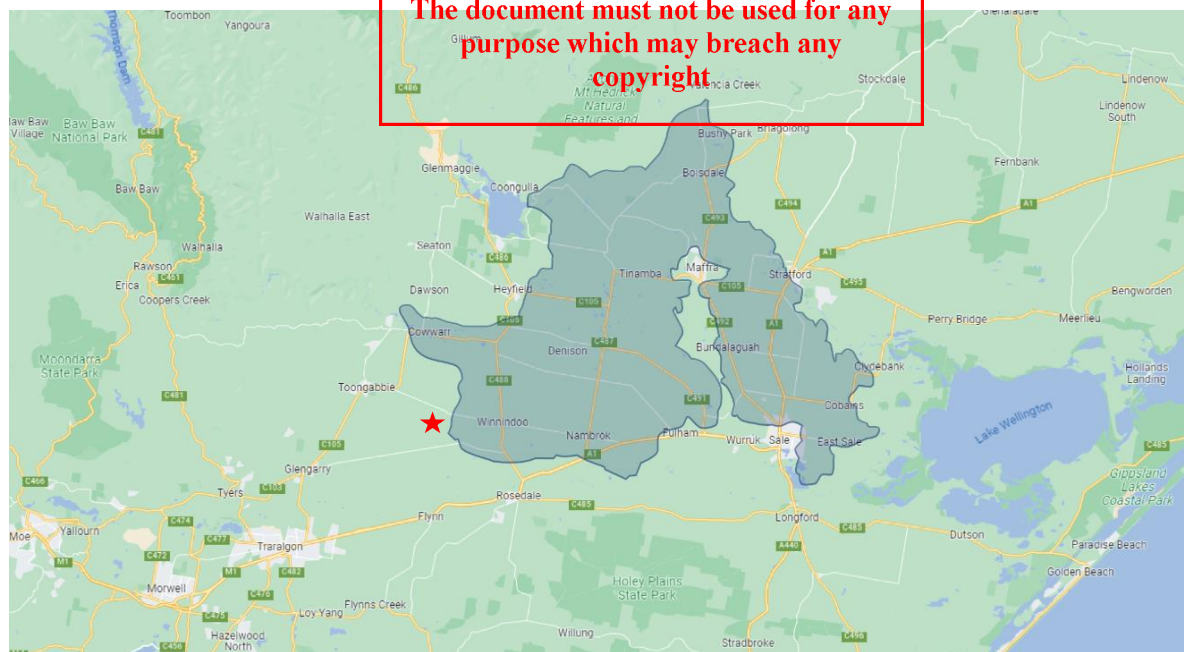 The document must not be used for any
purpose which may breach any
copyright
Toombon
Yangoura
Gillum
Glenaladale
Thomson Dam
C486
Mt Hedrick
Natural
Features and
Valencia Creek
Stockdale
Lindenow
Lindenow
South
Baw Baw
Village
Baw Baw
National Park
C481
Bushy Park
Briagolong
Fernbank
Glenmaggie
Coongulla
Boisdale
Baw Baw
Walhalla East
C493
C494
A1
Walhalla
Seaton
C486
A1
Rawson
C461
Erica
Coopers Creek
Dawson
Heyfield
Tinamba
Maffra
Stratford
C105
C105
C495
Bengworden
Perry Bridge
Meerlieu
Cowwarr
C105
C492
A1
Moondarra
State Park
Denison
C487
Bundalaguah
Clydebank
Hollands
Landing
Toongabbie
C488
C491
C481
Cobains
Lake Wellington
Winnindoo
Nambrok
Fulham
Wurruk
Sale
East Sale
C105
A1
C485
Glengarry
C466
Tyers
C103
Rosedale
C485
Gippsland
Lakes
Coastal Park
Flynn
Longford
C485
Moe
Yallourn
C474
C477
Traralgon
A440
Dutson
Paradise Beach
M1
C472
M1
C482
Golden Beach
Morwell
C476
Holey Plains
State Park
Loy Yang
Flynns Creek
C475
Hazelwood
North
Willung
C456
Stradbroke
C496